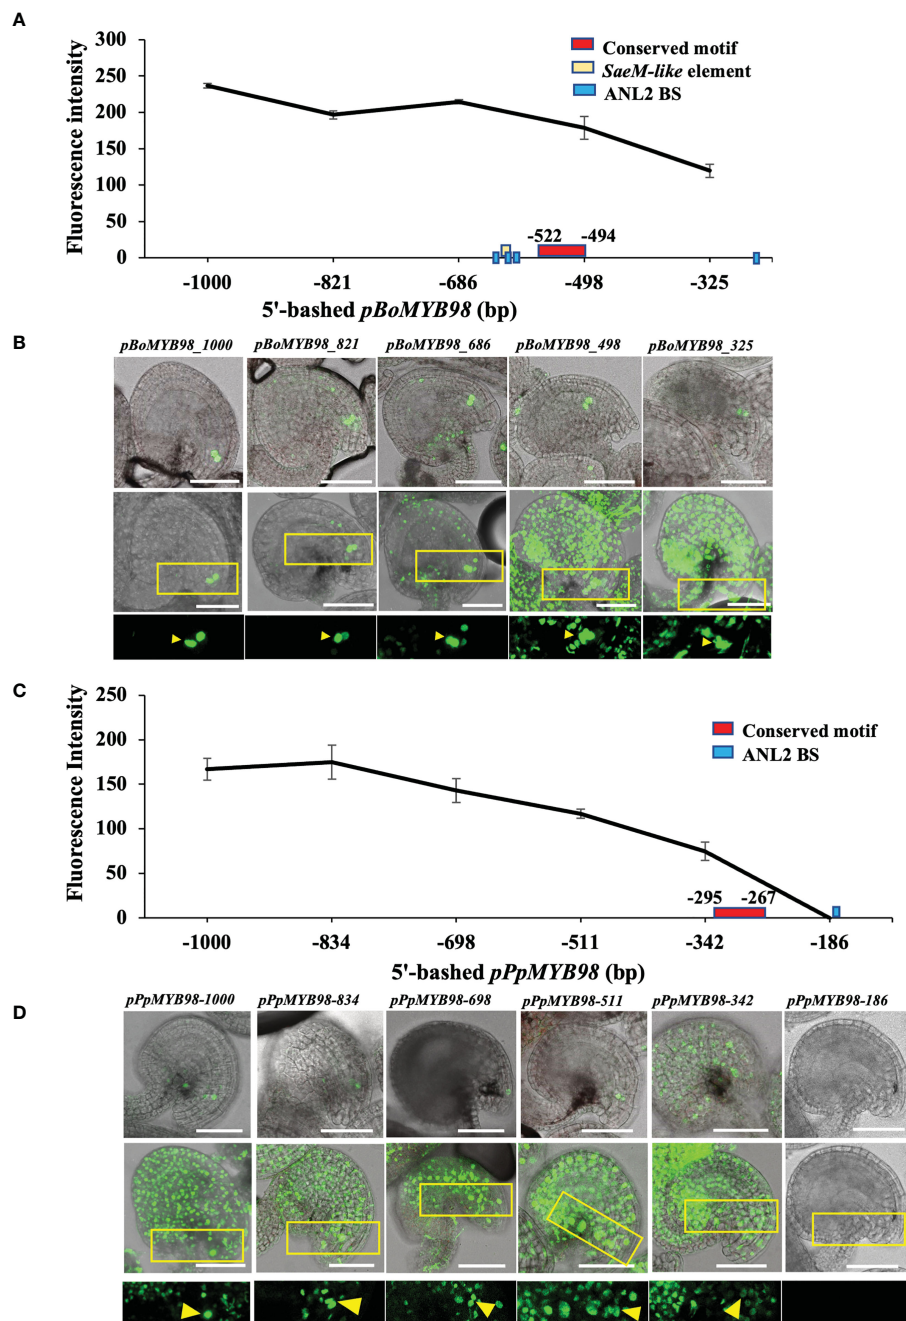 A
Fluorescence intensity
300
250
200
150
100
50
0
Conserved motif
SaeM-like element
ANL2 BS
-522 -494
-1000 -821 -686 -498 -325
5'-bashed pBoMYB98 (bp)
B
pBoMYB98_1000 pBoMYB98_821 pBoMYB98_686 pBoMYB98_498 pBoMYB98_325
C
Fluorescence Intensity
250
200
150
100
50
0
Conserved motif
ANL2 BS
-295 -267
-1000 -834 -698 -511 -342 -186
5'-bashed pPpMYB98 (bp)
D
pPpMYB98-1000 pPpMYB98-834 pPpMYB98-698 pPpMYB98-511 pPpMYB98-342 pPpMYB98-186